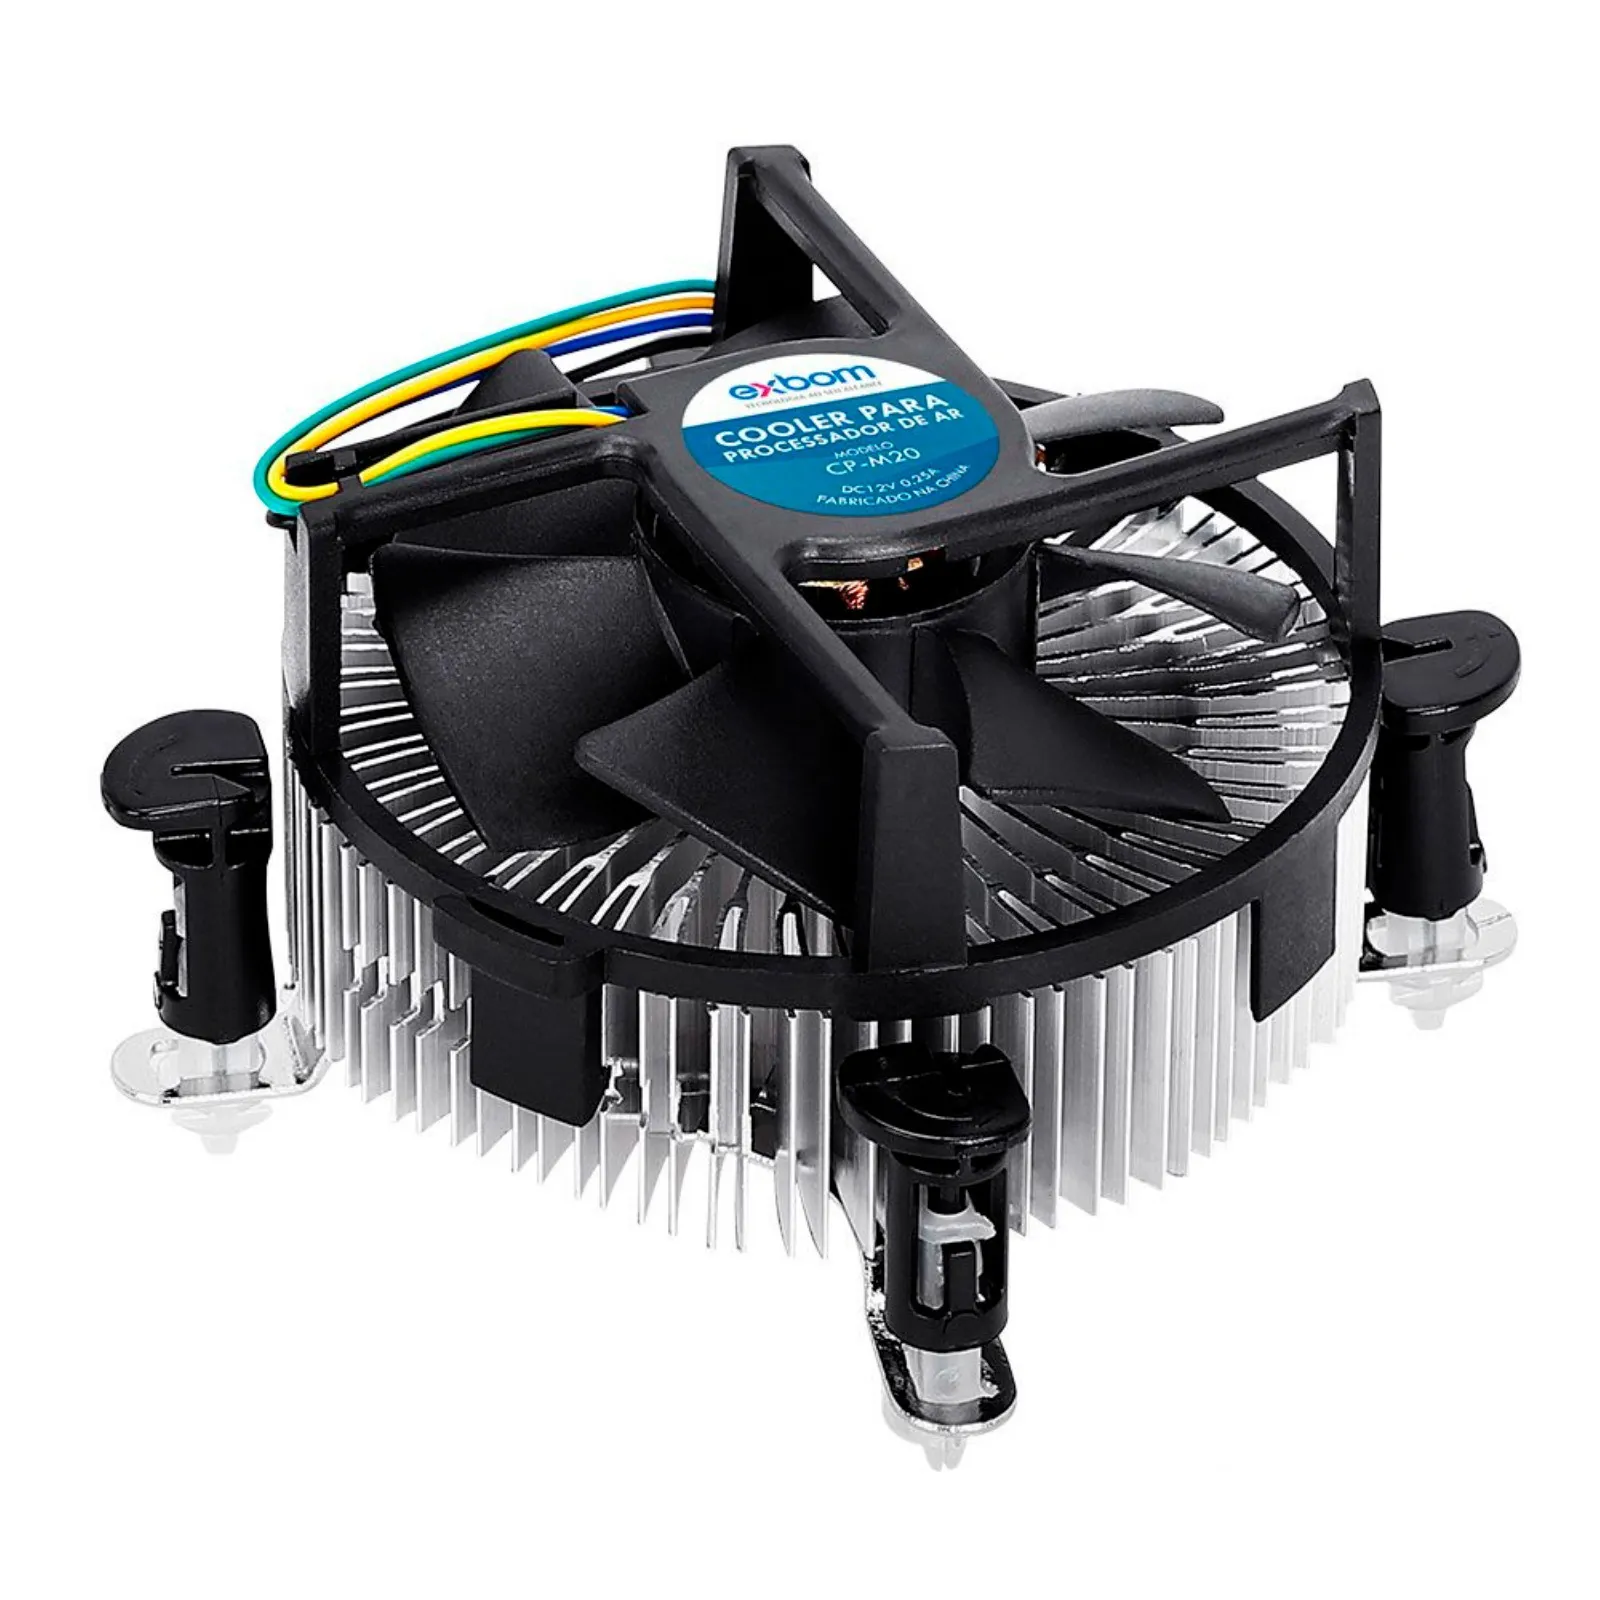 exbom
TECNOLOGIA AO SEU ALCANCE
COOLER PARA
PROCESSADOR DE AR
MODELO
CP-M20
DC12V 0.25A
FABRICADO NA CHINA